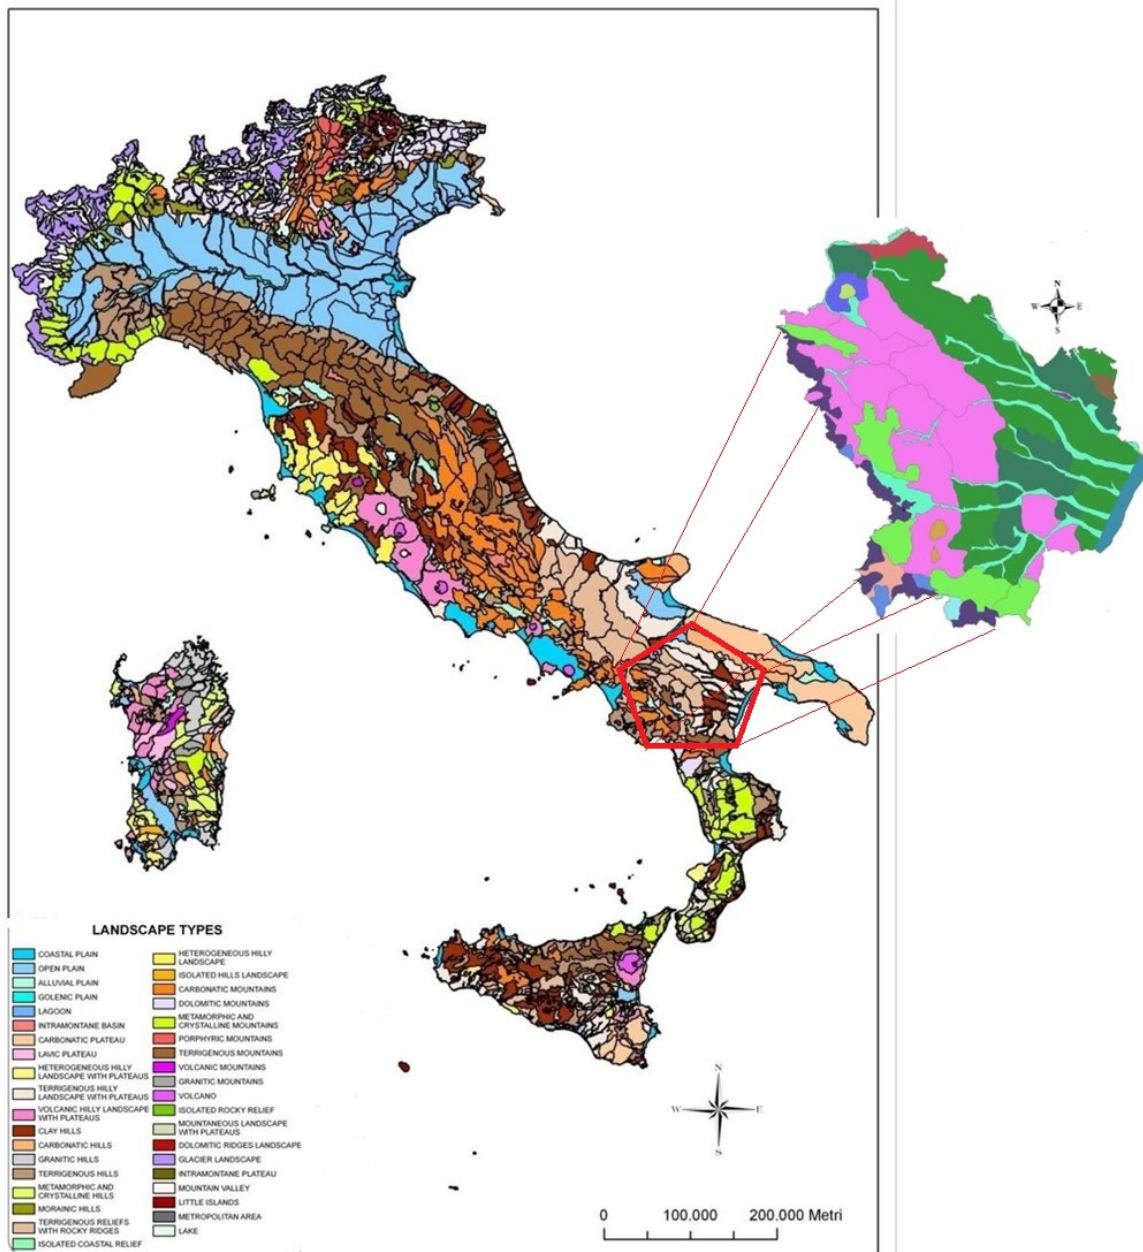 N
W
E
S
LANDSCAPE TYPES
COASTAL PLAIN
OPEN PLAIN
ALLUVIAL PLAIN
GOLENIC PLAIN
LAGOON
INTRAMONTANE BASIN
CARBONATIC PLATEAU
LAVIC PLATEAU
HETEROGENEOUS HILLY
LANDSCAPE WITH PLATEAUS
TERRIGENOUS HILLY
LANDSCAPE WITH PLATEAUS
VOLCANIC HILLY LANDSCAPE
WITH PLATEAUS
CLAY HILLS
CARBONATIC HILLS
GRANITIC HILLS
TERRIGENOUS HILLS
METAMORPHIC AND
CRYSTALLINE HILLS
MORAINIC HILLS
TERRIGENOUS RELIEFS
WITH ROCKY RIDGES
ISOLATED COASTAL RELIEF
HETEROGENEOUS HILLY
LANDSCAPE
ISOLATED HILLS LANDSCAPE
CARBONATIC MOUNTAINS
DOLOMITIC MOUNTAINS
METAMORPHIC AND
CRYSTALLINE MOUNTAINS
PORPHYRIC MOUNTAINS
TERRIGENOUS MOUNTAINS
VOLCANIC MOUNTAINS
GRANITIC MOUNTAINS
VOLCANO
ISOLATED ROCKY RELIEF
MOUNTANEOUS LANDSCAPE
WITH PLATEAUS
DOLOMITIC RIDGES LANDSCAPE
GLACIER LANDSCAPE
INTRAMONTANE PLATEAU
MOUNTAIN VALLEY
LITTLE ISLANDS
METROPOLITAN AREA
LAKE
N
W
E
S
0 100.000 200.000 Metri